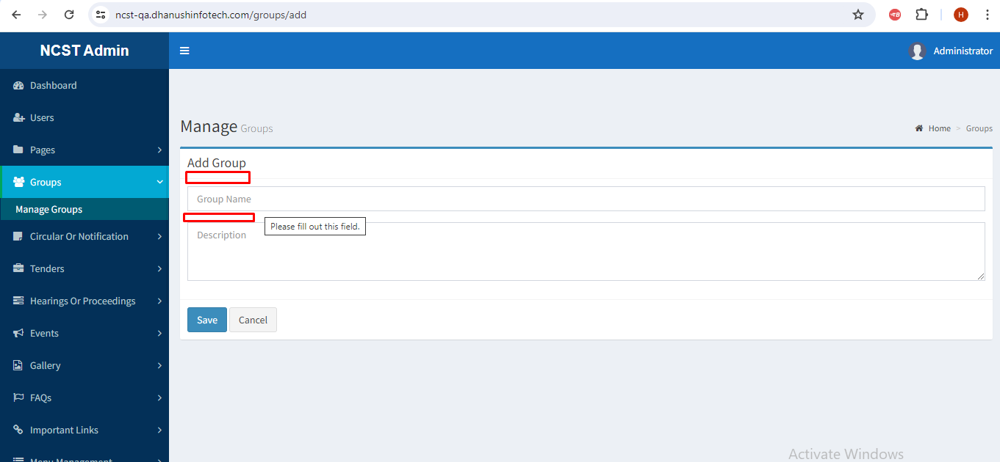 ncst-qa.dhanushinfotech.com/groups/add
H
NCST Admin
Administrator
Dashboard
Users
Pages
Groups
Manage Groups
Circular Or Notification
Tenders
Hearings Or Proceedings
Events
Gallery
FAQs
Important Links
Menu Management
Manage Groups
Home > Groups
Add Group
Group Name
Please fill out this field.
Description
Save
Cancel
Activate Windows